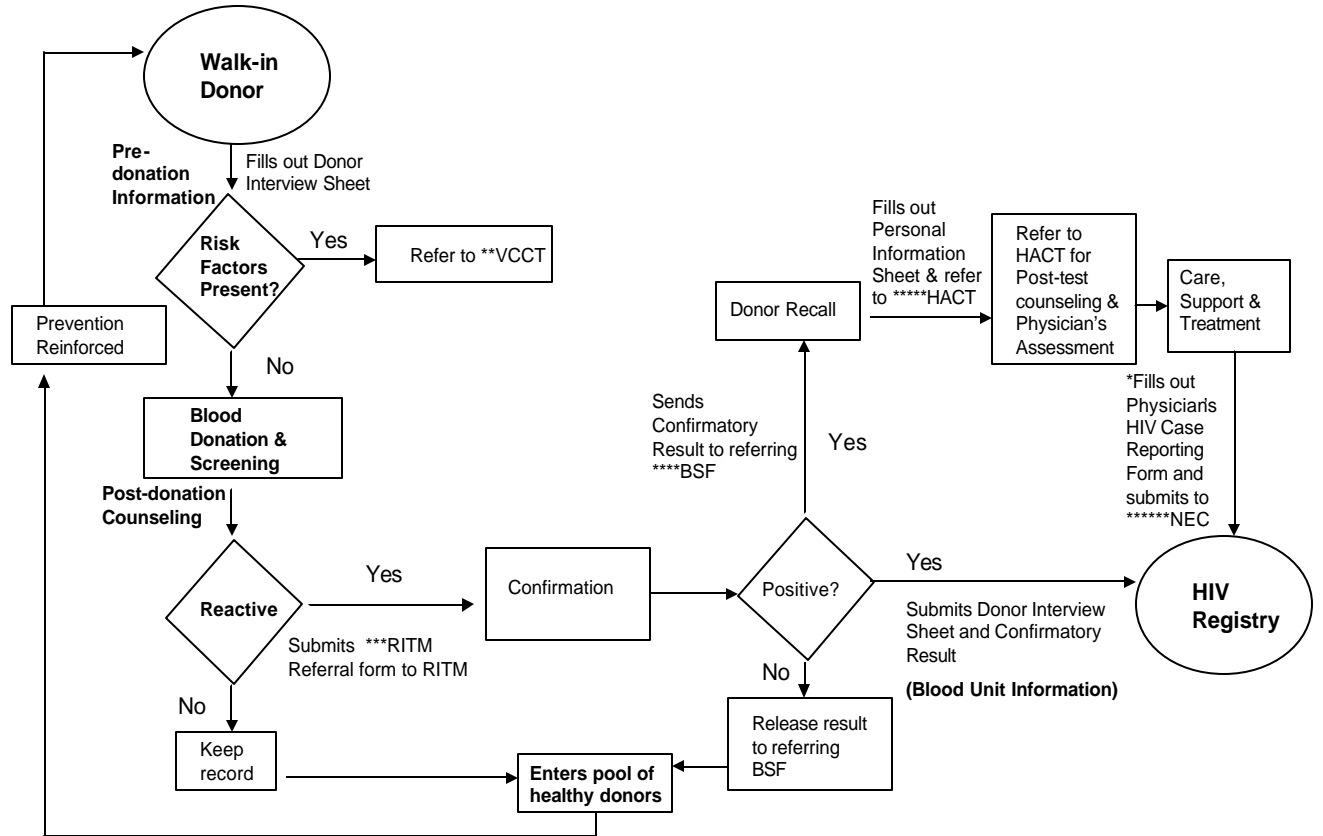 Walk-in
Donor
Pre-
donation
Information
Fills out Donor
Interview Sheet
Risk
Factors
Present?
Yes
Refer to **VCCT
Prevention
Reinforced
No
Blood
Donation &
Screening
Post-donation
Counseling
Reactive
Yes
Submits ***RITM
Referral form to RITM
No
Keep
record
Confirmation
Positive?
Yes
Sends
Confirmatory
Result to referring
****BSF
Donor Recall
Fills out
Personal
Information
Sheet & refer
to *****HACT
Refer to
HACT for
Post-test
counseling &
Physician's
Assessment
Care,
Support &
Treatment
*Fills out
Physician's
HIV Case
Reporting
Form and
submits to
******NEC
Yes
Submits Donor Interview
Sheet and Confirmatory
Result
(Blood Unit Information)
HIV
Registry
No
Release result
to referring
BSF
Enters pool of
healthy donors